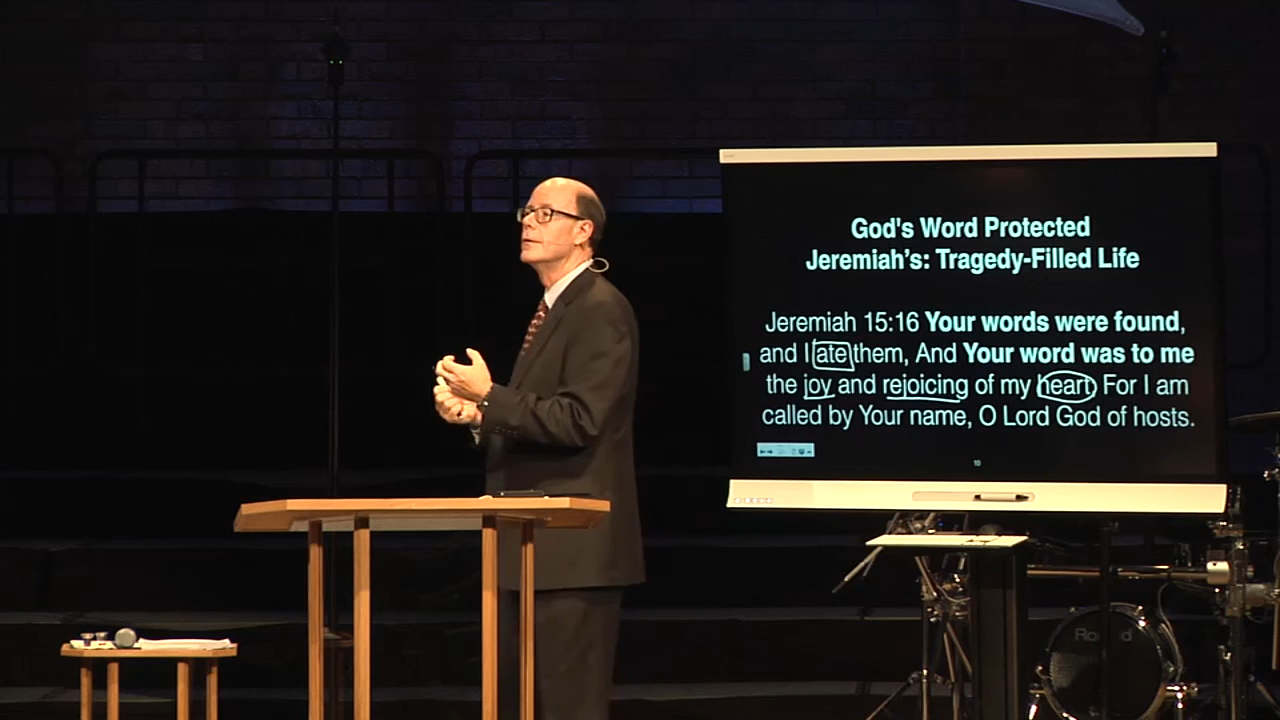 God's Word Protected
Jeremiah's: Tragedy-Filled Life
Jeremiah 15:16 Your words were found,
and I ate them, And Your word was to me
the joy and rejoicing of my heart, For I am
called by Your name, O Lord God of hosts.
10
Roland